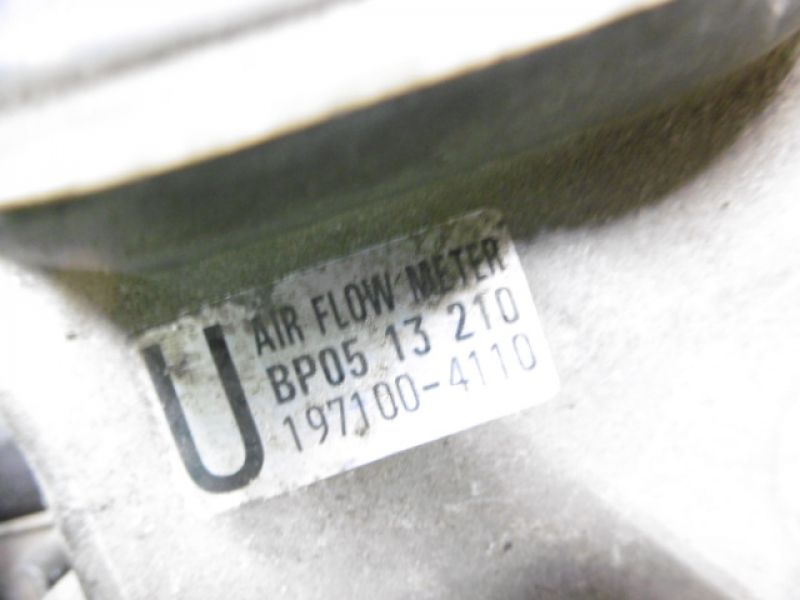 U
AIR FLOW METER
BP05 13 210
197100-4110